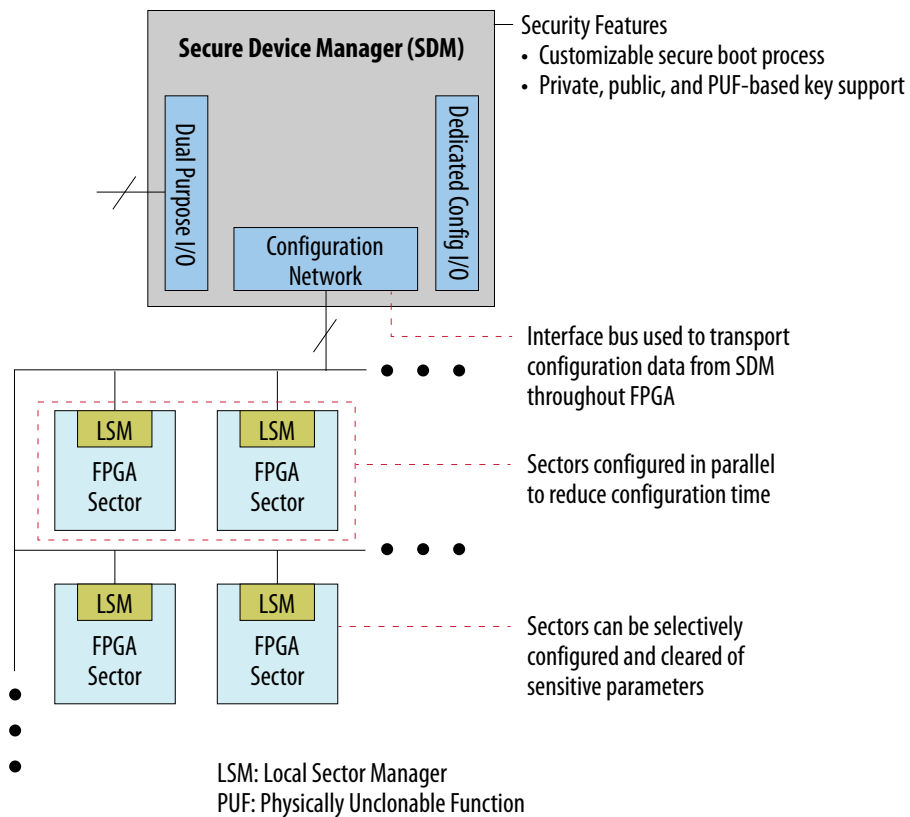 Secure Device Manager (SDM)
Security Features
• Customizable secure boot process
• Private, public, and PUF-based key support
Dual Purpose I/O
Dedicated Config I/O
Configuration
Network
Interface bus used to transport
configuration data from SDM
throughout FPGA
LSM
FPGA
Sector
LSM
FPGA
Sector
Sectors configured in parallel
to reduce configuration time
LSM
FPGA
Sector
LSM
FPGA
Sector
Sectors can be selectively
configured and cleared of
sensitive parameters
LSM: Local Sector Manager
PUF: Physically Unclonable Function